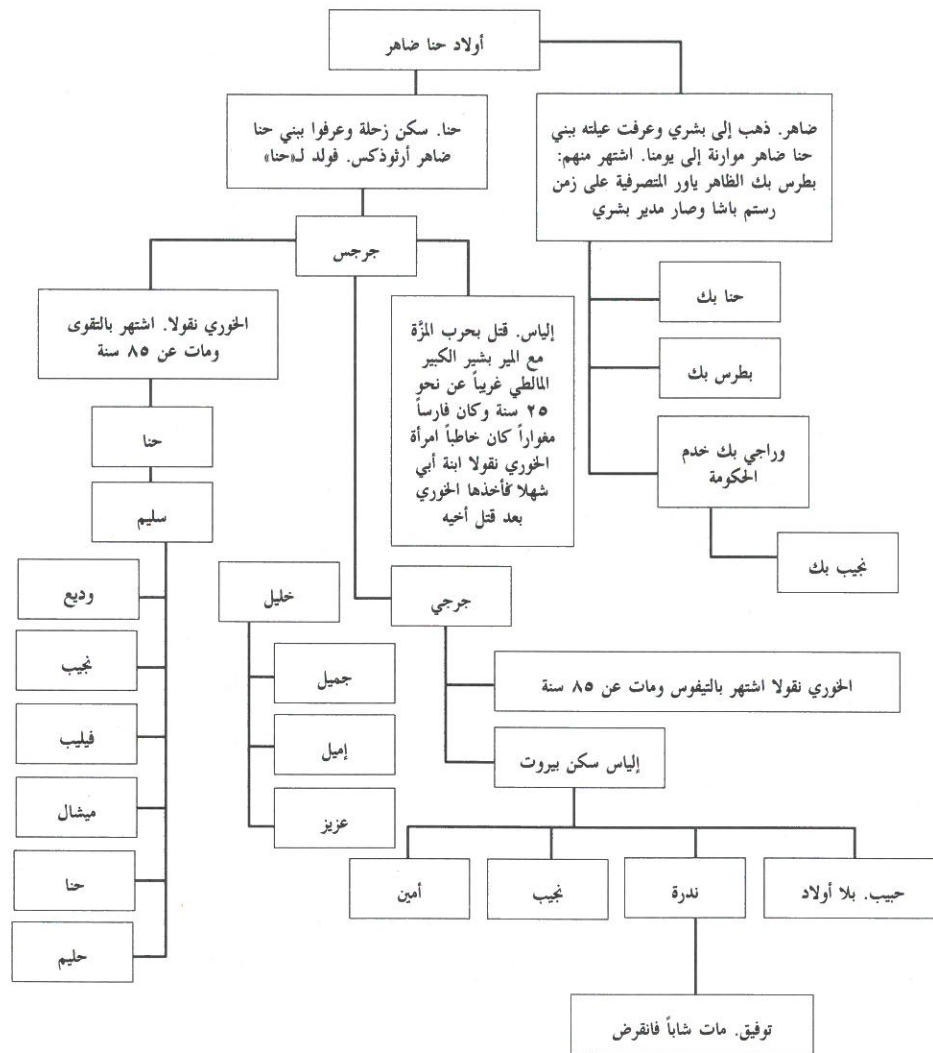 أولاد حنا ضاهر
ضاهر. ذهب إلى بشري وعرفت عيلته ببني
حنا ضاهر موارنة إلى يومنا. اشتهر منهم:
بطرس بك الظاهر ياور المتصرفية على زمن
رستم باشا وصار مدير بشري
حنا. سكن زحلة وعرفوا ببني حنا
ضاهر أرثوذكس. فولد لـ«حنا»
جرجس
حنا بك
بطرس بك
وراجي بك خدم
الحكومة
نجيب بك
إلياس. قتل بحرب المزَّة
مع المير بشير الكبير
المالطي غريباً عن نحو
٢٥ سنة وكان فارساً
مغواراً كان خاطباً امرأة
الخوري نقولا ابنة أبي
شهلا فأخذها الخوري
بعد قتل أخيه
الخوري نقولا. اشتهر بالتقوى
ومات عن ٨٥ سنة
حنا
سليم
وديع
نجيب
فيليب
ميشال
حنا
حليم
خليل
جميل
إميل
عزيز
جرجي
الخوري نقولا اشتهر بالتيفوس ومات عن ٨٥ سنة
إلياس سكن بيروت
حبيب. بلا أولاد
ندرة
نجيب
أمين
توفيق. مات شاباً فانقرض